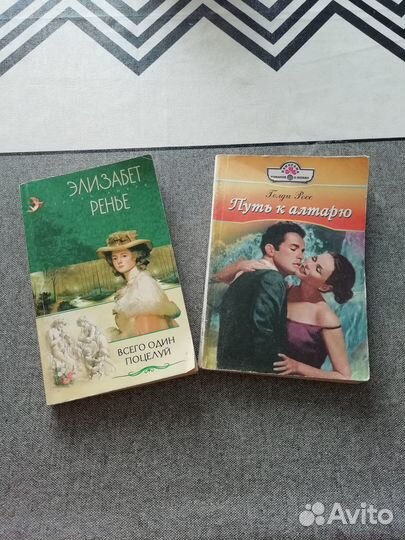 ЭЛИЗАБЕТ
РЕНЬЕ
ВСЕГО ОДИН
ПОЦЕЛУЙ
Голди Росс
Путь к алтарю
Avito